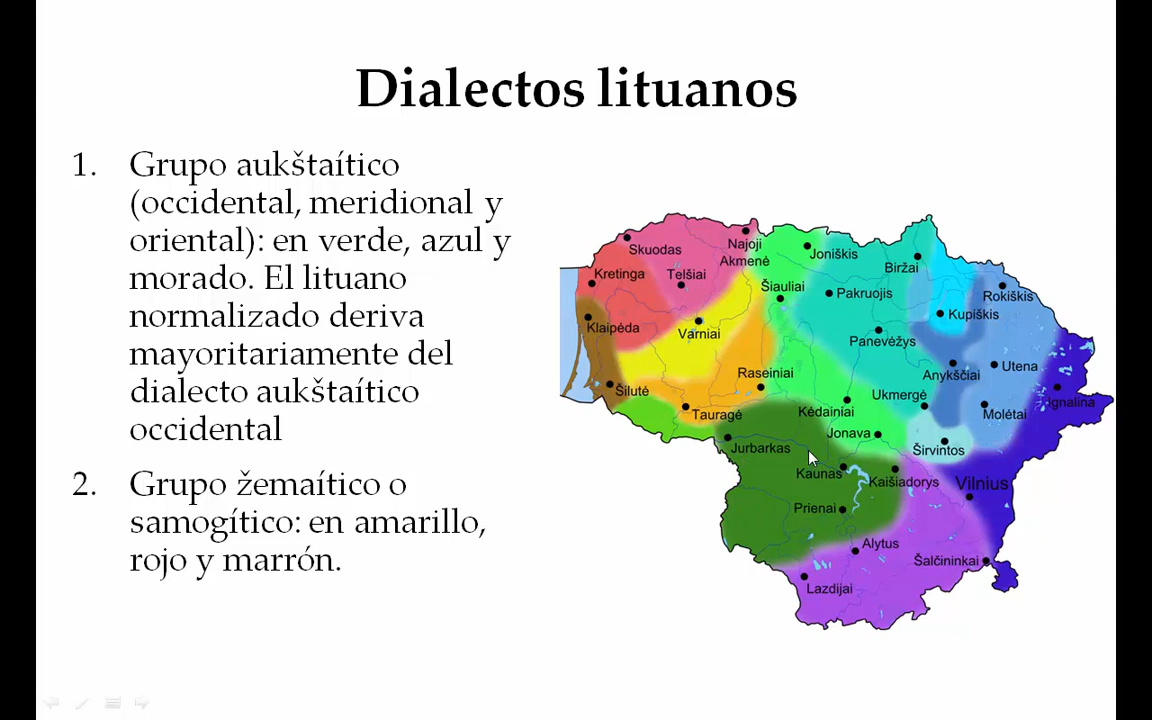 Dialectos lituanos
1. Grupo aukštaítico
(occidental, meridional y
oriental): en verde, azul y
morado. El lituano
normalizado deriva
mayoritariamente del
dialecto aukštaítico
occidental
2. Grupo žemaítico o
samogítico: en amarillo,
rojo y marrón.
Skuodas
Najoji
Akmenė
Joniškis
Biržai
Kretinga
Telšiai
Šiauliai
Pakruojis
Rokiškis
Kupiškis
Klaipėda
Varniai
Panevėžys
Anykščiai
Utena
Raseiniai
Šilutė
Tauragė
Kėdainiai
Ukmergė
Molėtai
Ignalina
Jonava
Širvintos
Jurbarkas
Kaunas
Kaišiadorys
Vilnius
Prienai
Alytus
Šalčininkai
Lazdijai